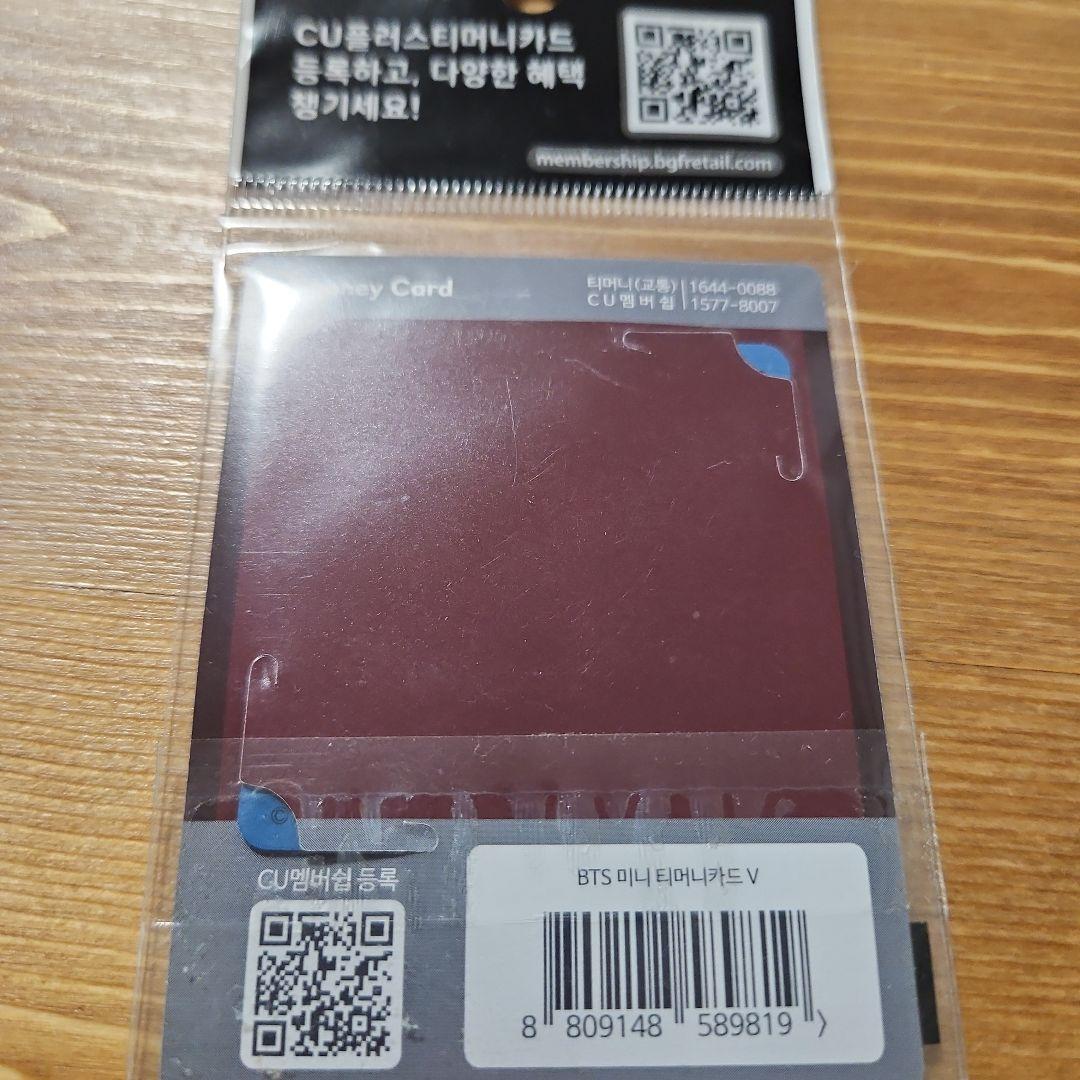 CU플러스티머니카드
등록하고, 다양한 혜택
챙기세요!
membership.bgfretail.com
Card
티머니(교통) | 1644-0088
CU멤버쉽 | 1577-8007
©
CU멤버쉽 등록
BTS 미니 티머니카드 V
8 809148 589819 >